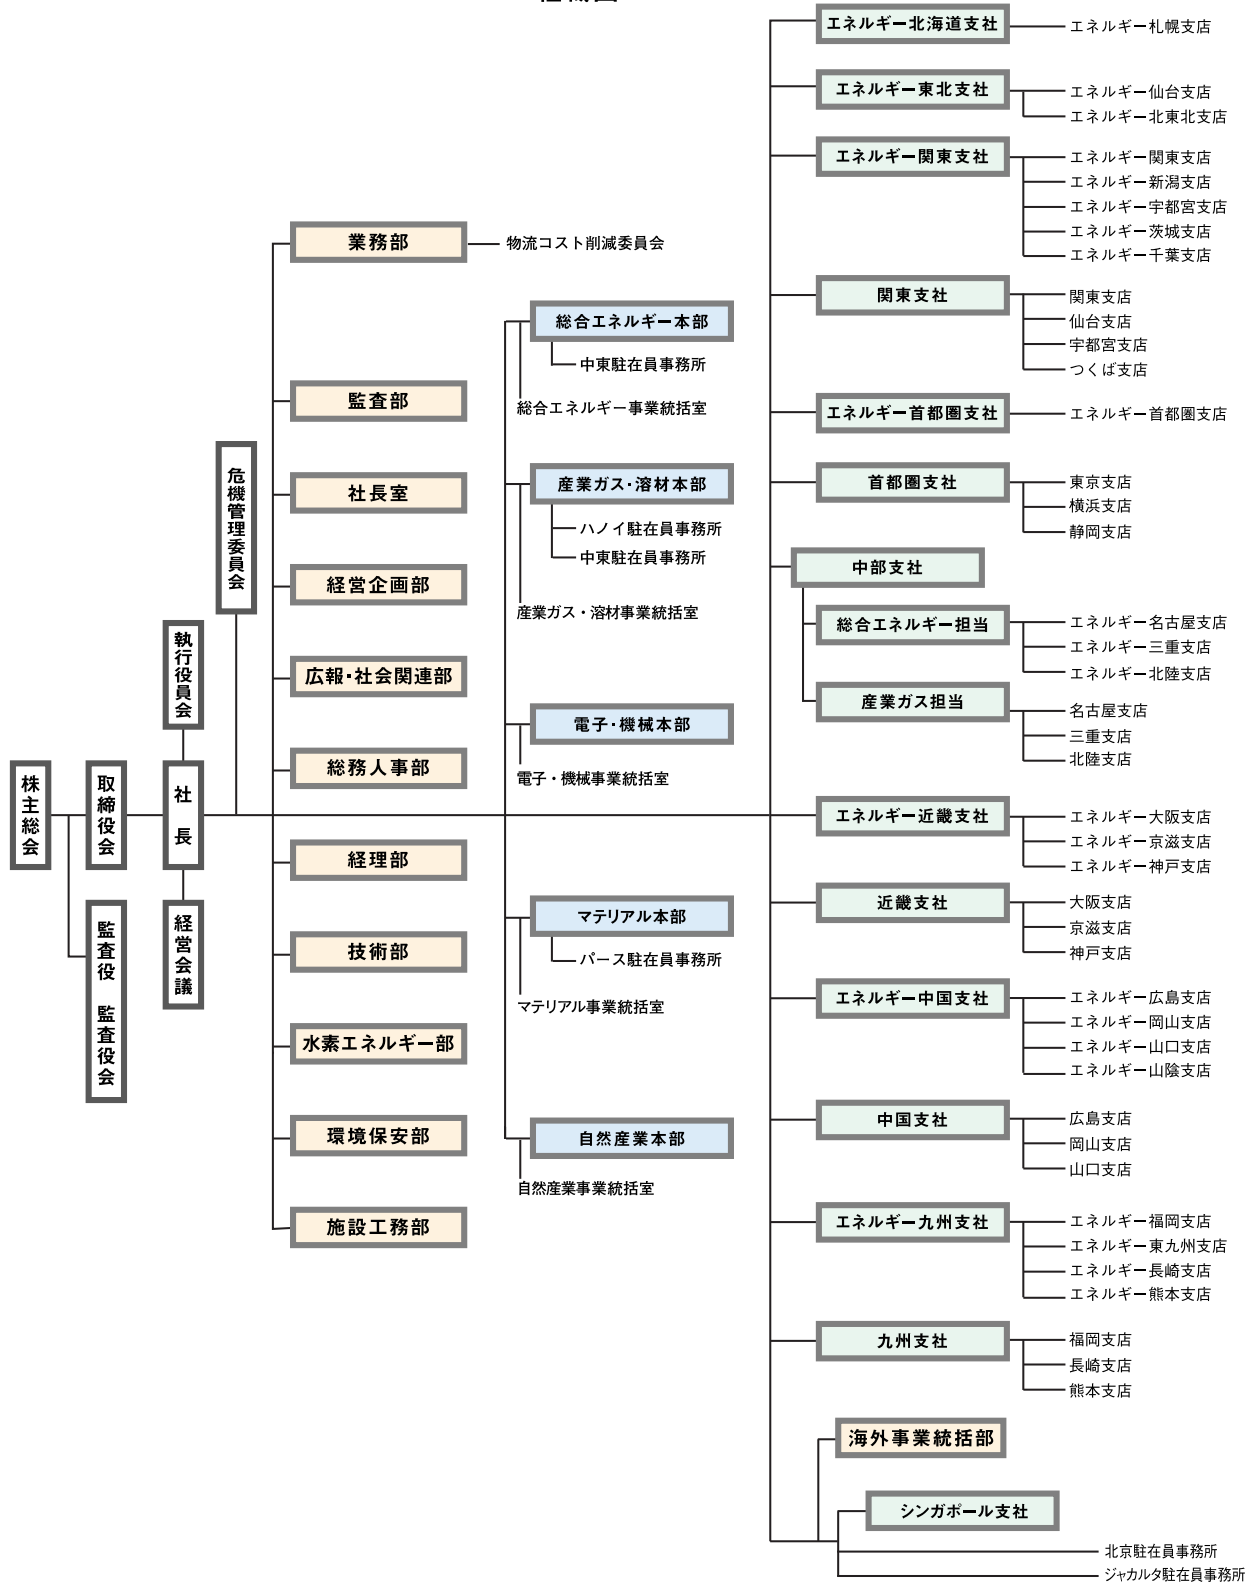 株主総会
取締役会
監査役 監査役会
執行役員会
社長
経営会議
危機管理委員会
業務部
物流コスト削減委員会
監査部
社長室
経営企画部
広報・社会関連部
総務人事部
経理部
技術部
水素エネルギー部
環境保安部
施設工務部
総合エネルギー本部
中東駐在員事務所
総合エネルギー事業統括室
産業ガス・溶材本部
ハノイ駐在員事務所
中東駐在員事務所
産業ガス・溶材事業統括室
電子・機械本部
電子・機械事業統括室
マテリアル本部
パース駐在員事務所
マテリアル事業統括室
自然産業本部
自然産業事業統括室
エネルギー北海道支社
エネルギー札幌支店
エネルギー東北支社
エネルギー仙台支店
エネルギー北東北支店
エネルギー関東支社
エネルギー関東支店
エネルギー新潟支店
エネルギー宇都宮支店
エネルギー茨城支店
エネルギー千葉支店
関東支社
関東支店
仙台支店
宇都宮支店
つくば支店
エネルギー首都圏支社
エネルギー首都圏支店
首都圏支社
東京支店
横浜支店
静岡支店
中部支社
総合エネルギー担当
エネルギー名古屋支店
エネルギー三重支店
エネルギー北陸支店
産業ガス担当
名古屋支店
三重支店
北陸支店
エネルギー近畿支社
エネルギー大阪支店
エネルギー京滋支店
エネルギー神戸支店
近畿支社
大阪支店
京滋支店
神戸支店
エネルギー中国支社
エネルギー広島支店
エネルギー岡山支店
エネルギー山口支店
エネルギー山陰支店
中国支社
広島支店
岡山支店
山口支店
エネルギー九州支社
エネルギー福岡支店
エネルギー東九州支店
エネルギー長崎支店
エネルギー熊本支店
九州支社
福岡支店
長崎支店
熊本支店
海外事業統括部
シンガポール支社
北京駐在員事務所
ジャカルタ駐在員事務所